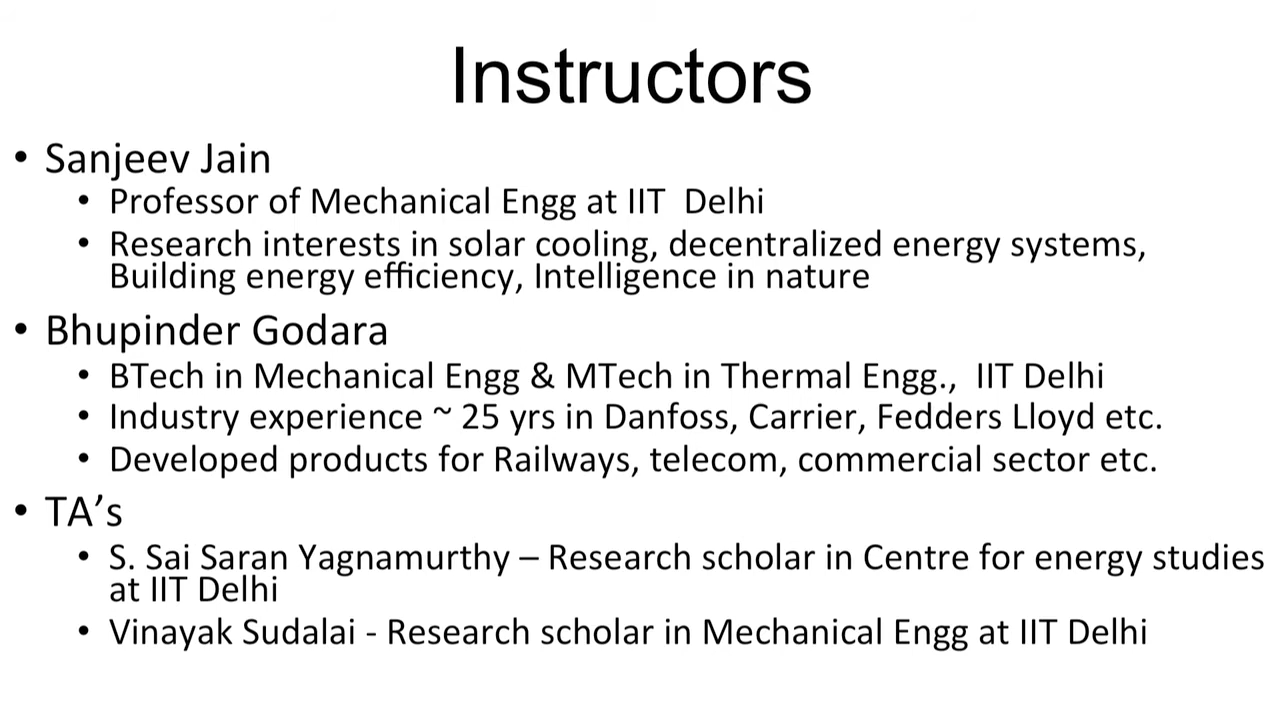 Instructors
• Sanjeev Jain
• Professor of Mechanical Engg at IIT Delhi
• Research interests in solar cooling, decentralized energy systems,
Building energy efficiency, Intelligence in nature
• Bhupinder Godara
• BTech in Mechanical Engg & MTech in Thermal Engg., IIT Delhi
• Industry experience ~ 25 yrs in Danfoss, Carrier, Fedders Lloyd etc.
• Developed products for Railways, telecom, commercial sector etc.
• TA’s
• S. Sai Saran Yagnamurthy – Research scholar in Centre for energy studies
at IIT Delhi
• Vinayak Sudalai - Research scholar in Mechanical Engg at IIT Delhi